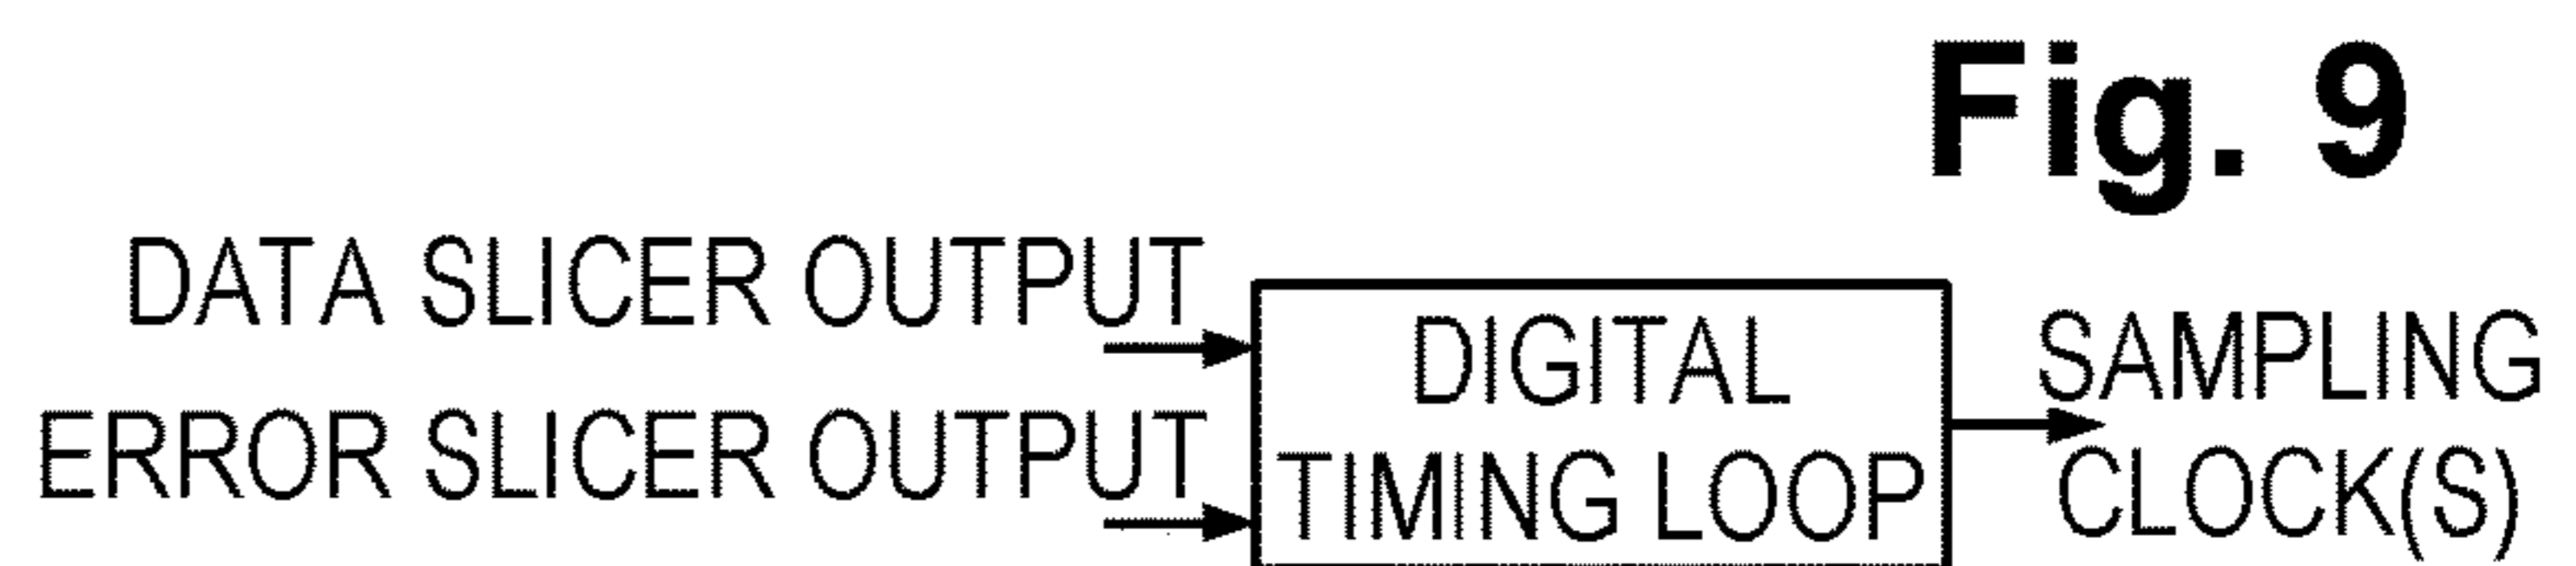 Fig. 9
DATA SLICER OUTPUT
ERROR SLICER OUTPUT
DIGITAL
TIMING LOOP
SAMPLING
CLOCK(S)